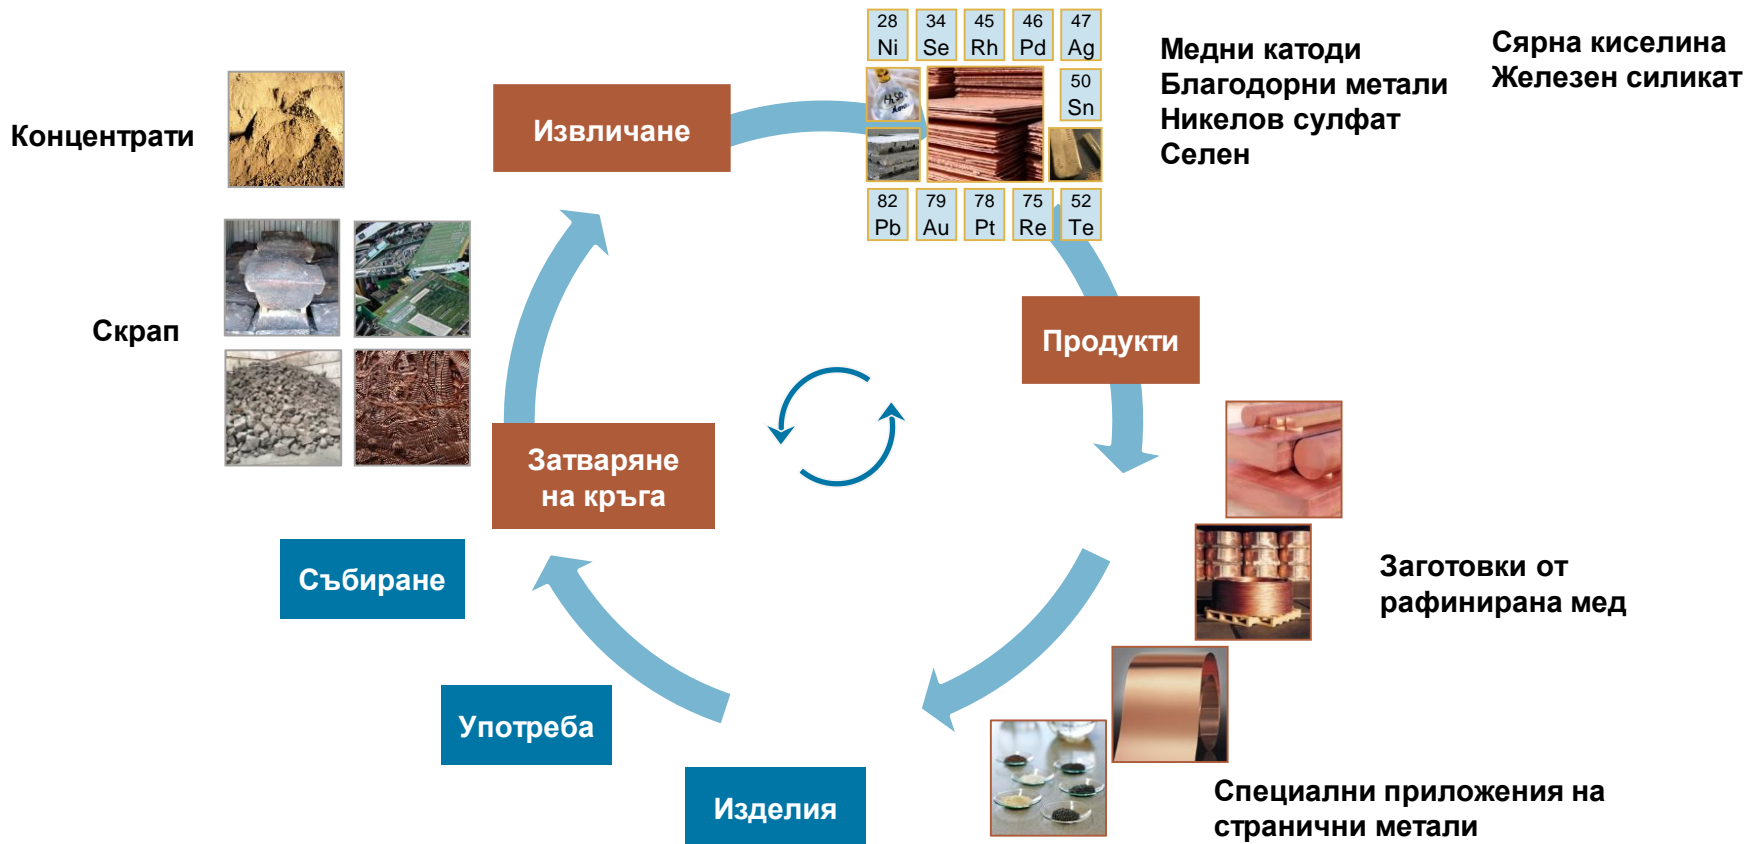 28 34 45 46 47
Ni Se Rh Pd Ag
50
Sn
82 79 78 75 52
Pb Au Pt Re Te
Медни катоди
Благодорни метали
Никелов сулфат
Селен
Сярна киселина
Железен силикат
Концентрати
Извличане
H₂SO₄
Скрап
Продукти
Затваряне
на кръга
Събиране
Заготовки от
рафинирана мед
Употреба
Изделия
Специални приложения на
странични метали